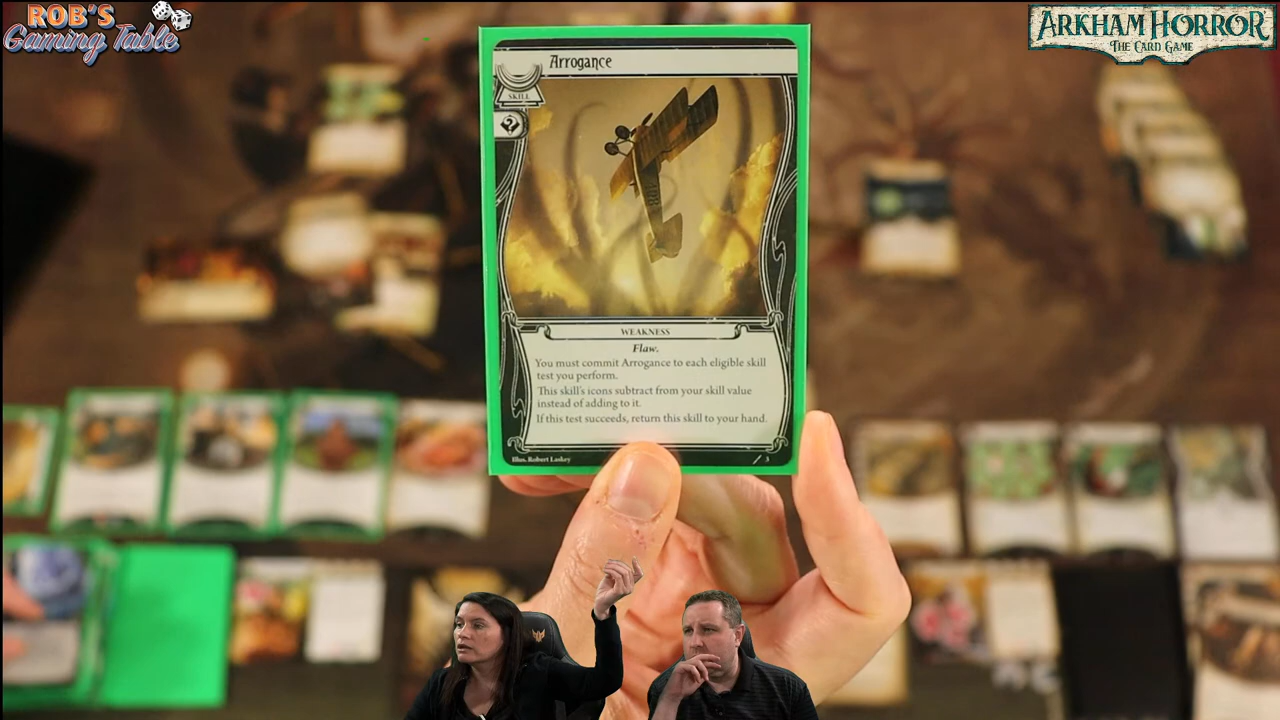 ROB'S
Gaming Table
ARKHAM HORROR
THE CARD GAME
Arrogance
SKILL
WEAKNESS
Flaw.
You must commit Arrogance to each eligible skill
test you perform.
This skill's icons subtract from your skill value
instead of adding to it.
If this test succeeds, return this skill to your hand.
Illus. Robert Laskey
/ 3